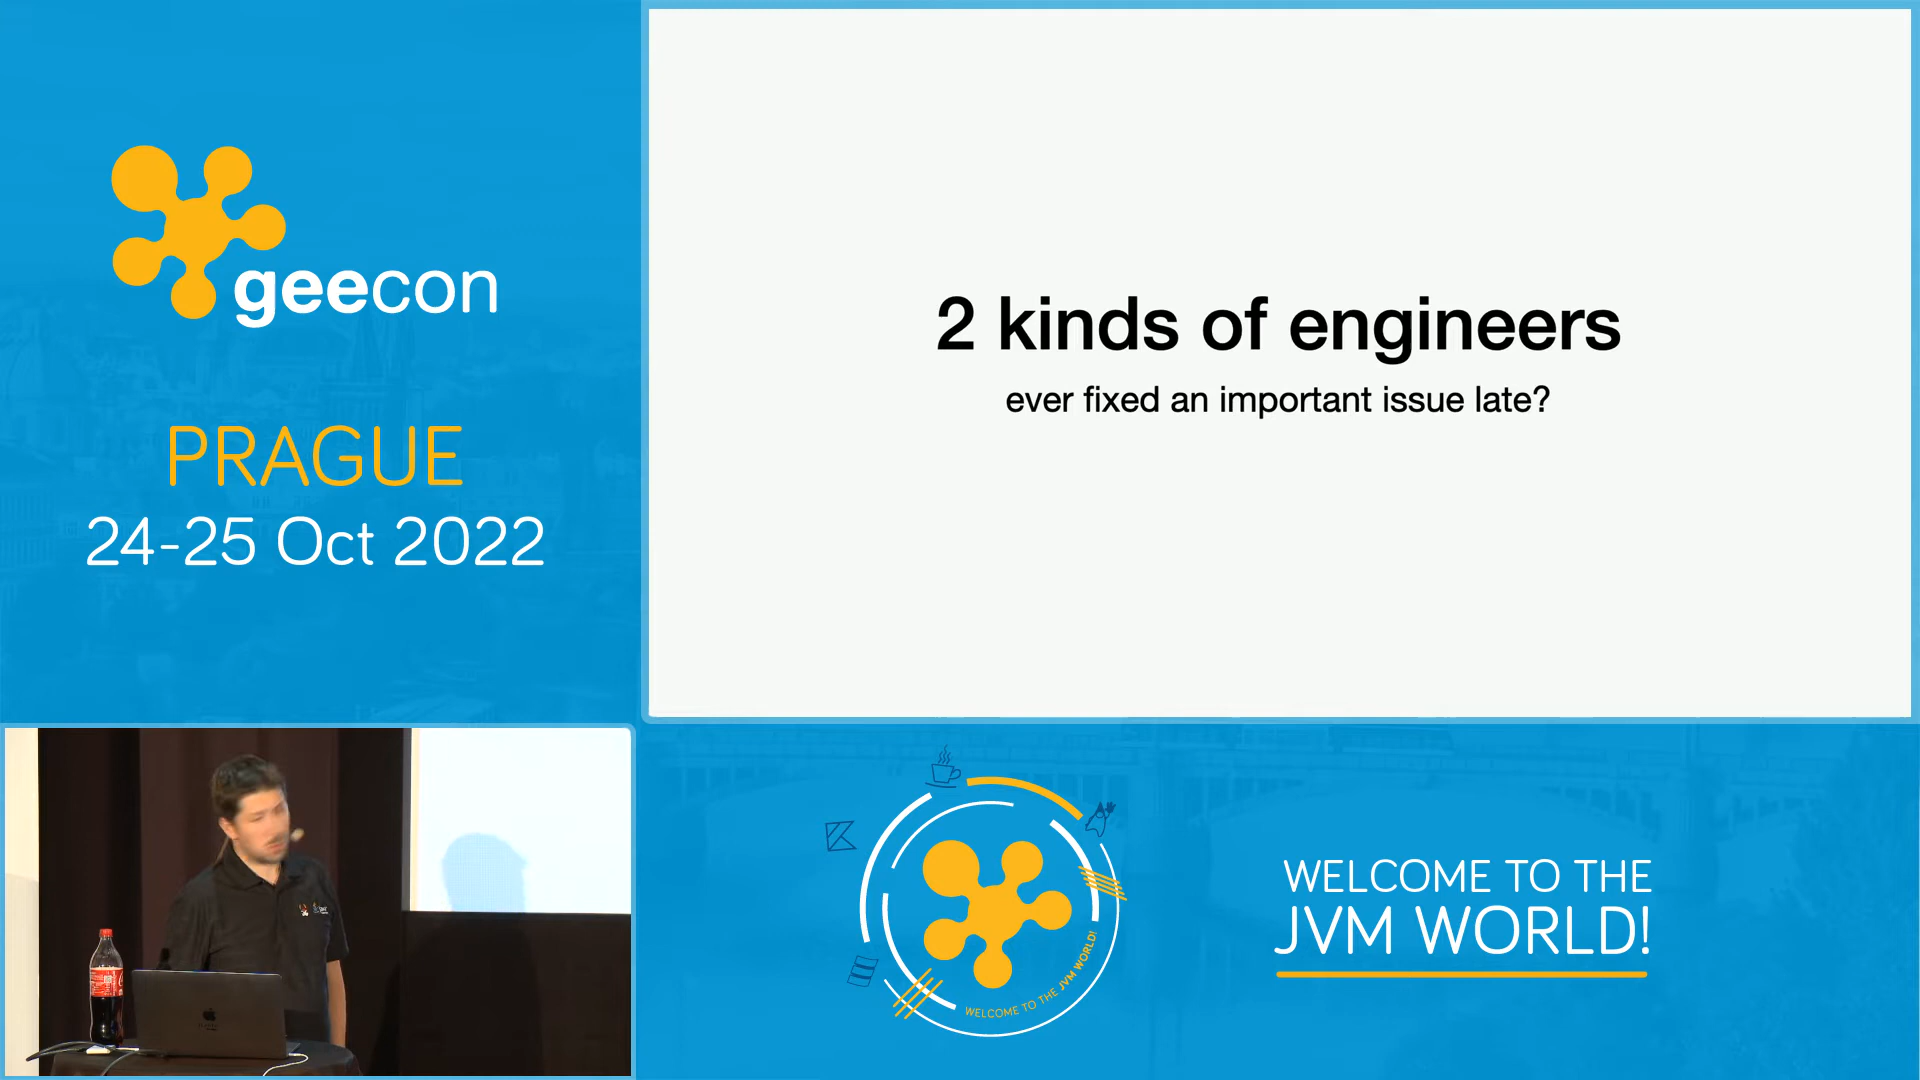 geecon
PRAGUE
24-25 Oct 2022
2 kinds of engineers
ever fixed an important issue late?
WELCOME TO THE JVM WORLD!
WELCOME TO THE
JVM WORLD!